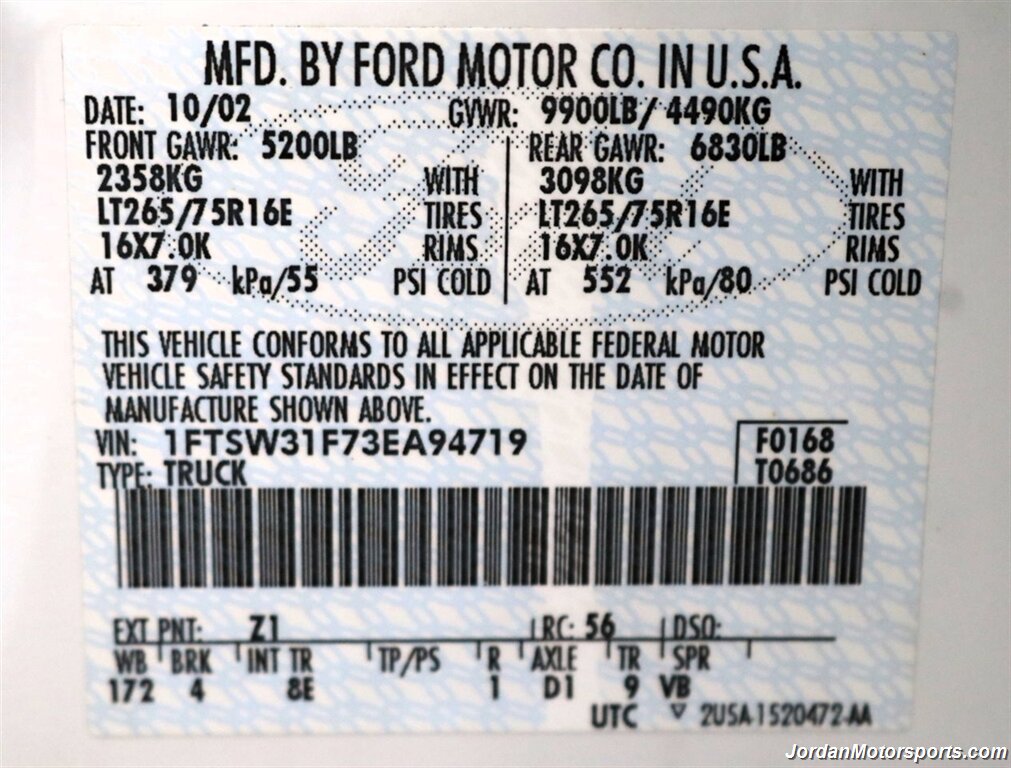 MFD. BY FORD MOTOR CO. IN U.S.A.
DATE: 10/02 GVWR: 9900LB/ 4490KG
FRONT GAWR: 5200LB REAR GAWR: 6830LB
2358KG WITH 3098KG WITH
LT265/75R16E TIRES LT265/75R16E TIRES
16X7.0K RIMS 16X7.0K RIMS
AT 379 kPa/55 PSI COLD AT 552 kPa/80 PSI COLD
THIS VEHICLE CONFORMS TO ALL APPLICABLE FEDERAL MOTOR
VEHICLE SAFETY STANDARDS IN EFFECT ON THE DATE OF
MANUFACTURE SHOWN ABOVE.
VIN: 1FTSW31F73EA94719 F0168
TYPE: TRUCK T0686
EXT PNT: Z1 RC: 56 DSO:
WB BRK INT TR TP/PS R AXLE TR SPR
172 4 8E 1 D1 9 VB
UTC ▽ 2USA-1520472-AA
JordanMotorsports.com